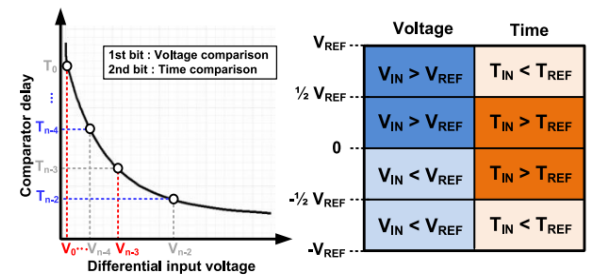 1st bit : Voltage comparison
2nd bit : Time comparison
Comparator delay
T0
⋮
Tn-4
Tn-3
Tn-2
V0 ··· Vn-4 Vn-3 Vn-2
Differential input voltage
Voltage Time
VREF
VIN > VREF TIN < TREF
½ VREF
VIN > VREF TIN > TREF
0
VIN < VREF TIN > TREF
-½ VREF
VIN < VREF TIN < TREF
-VREF